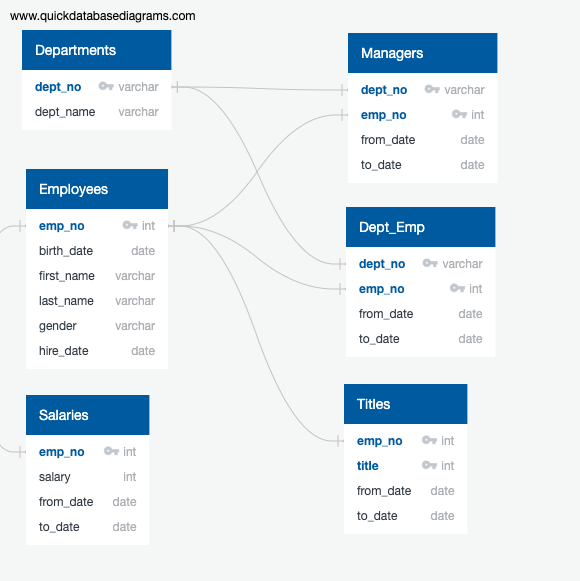 www.quickdatabasediagrams.com
Departments
dept_no varchar
dept_name varchar
Employees
emp_no int
birth_date date
first_name varchar
last_name varchar
gender varchar
hire_date date
Salaries
emp_no int
salary int
from_date date
to_date date
Managers
dept_no varchar
emp_no int
from_date date
to_date date
Dept_Emp
dept_no varchar
emp_no int
from_date date
to_date date
Titles
emp_no int
title int
from_date date
to_date date